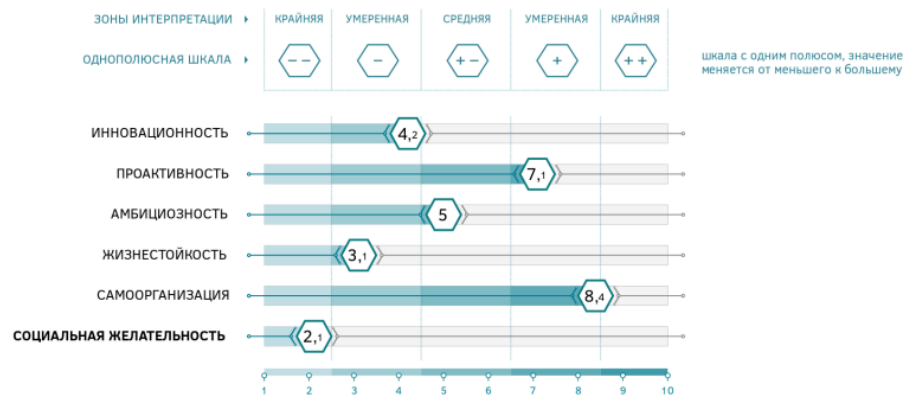 ЗОНЫ ИНТЕРПРЕТАЦИИ КРАЙНЯЯ УМЕРЕННАЯ СРЕДНЯЯ УМЕРЕННАЯ КРАЙНЯЯ
ОДНОПОЛЮСНАЯ ШКАЛА -- - +- + ++
шкала с одним полюсом, значение
меняется от меньшего к большему
ИННОВАЦИОННОСТЬ 4,2
ПРОАКТИВНОСТЬ 7,1
АМБИЦИОЗНОСТЬ 5
ЖИЗНЕСТОЙКОСТЬ 3,1
САМООРГАНИЗАЦИЯ 8,4
СОЦИАЛЬНАЯ ЖЕЛАТЕЛЬНОСТЬ 2,1
1 2 3 4 5 6 7 8 9 10